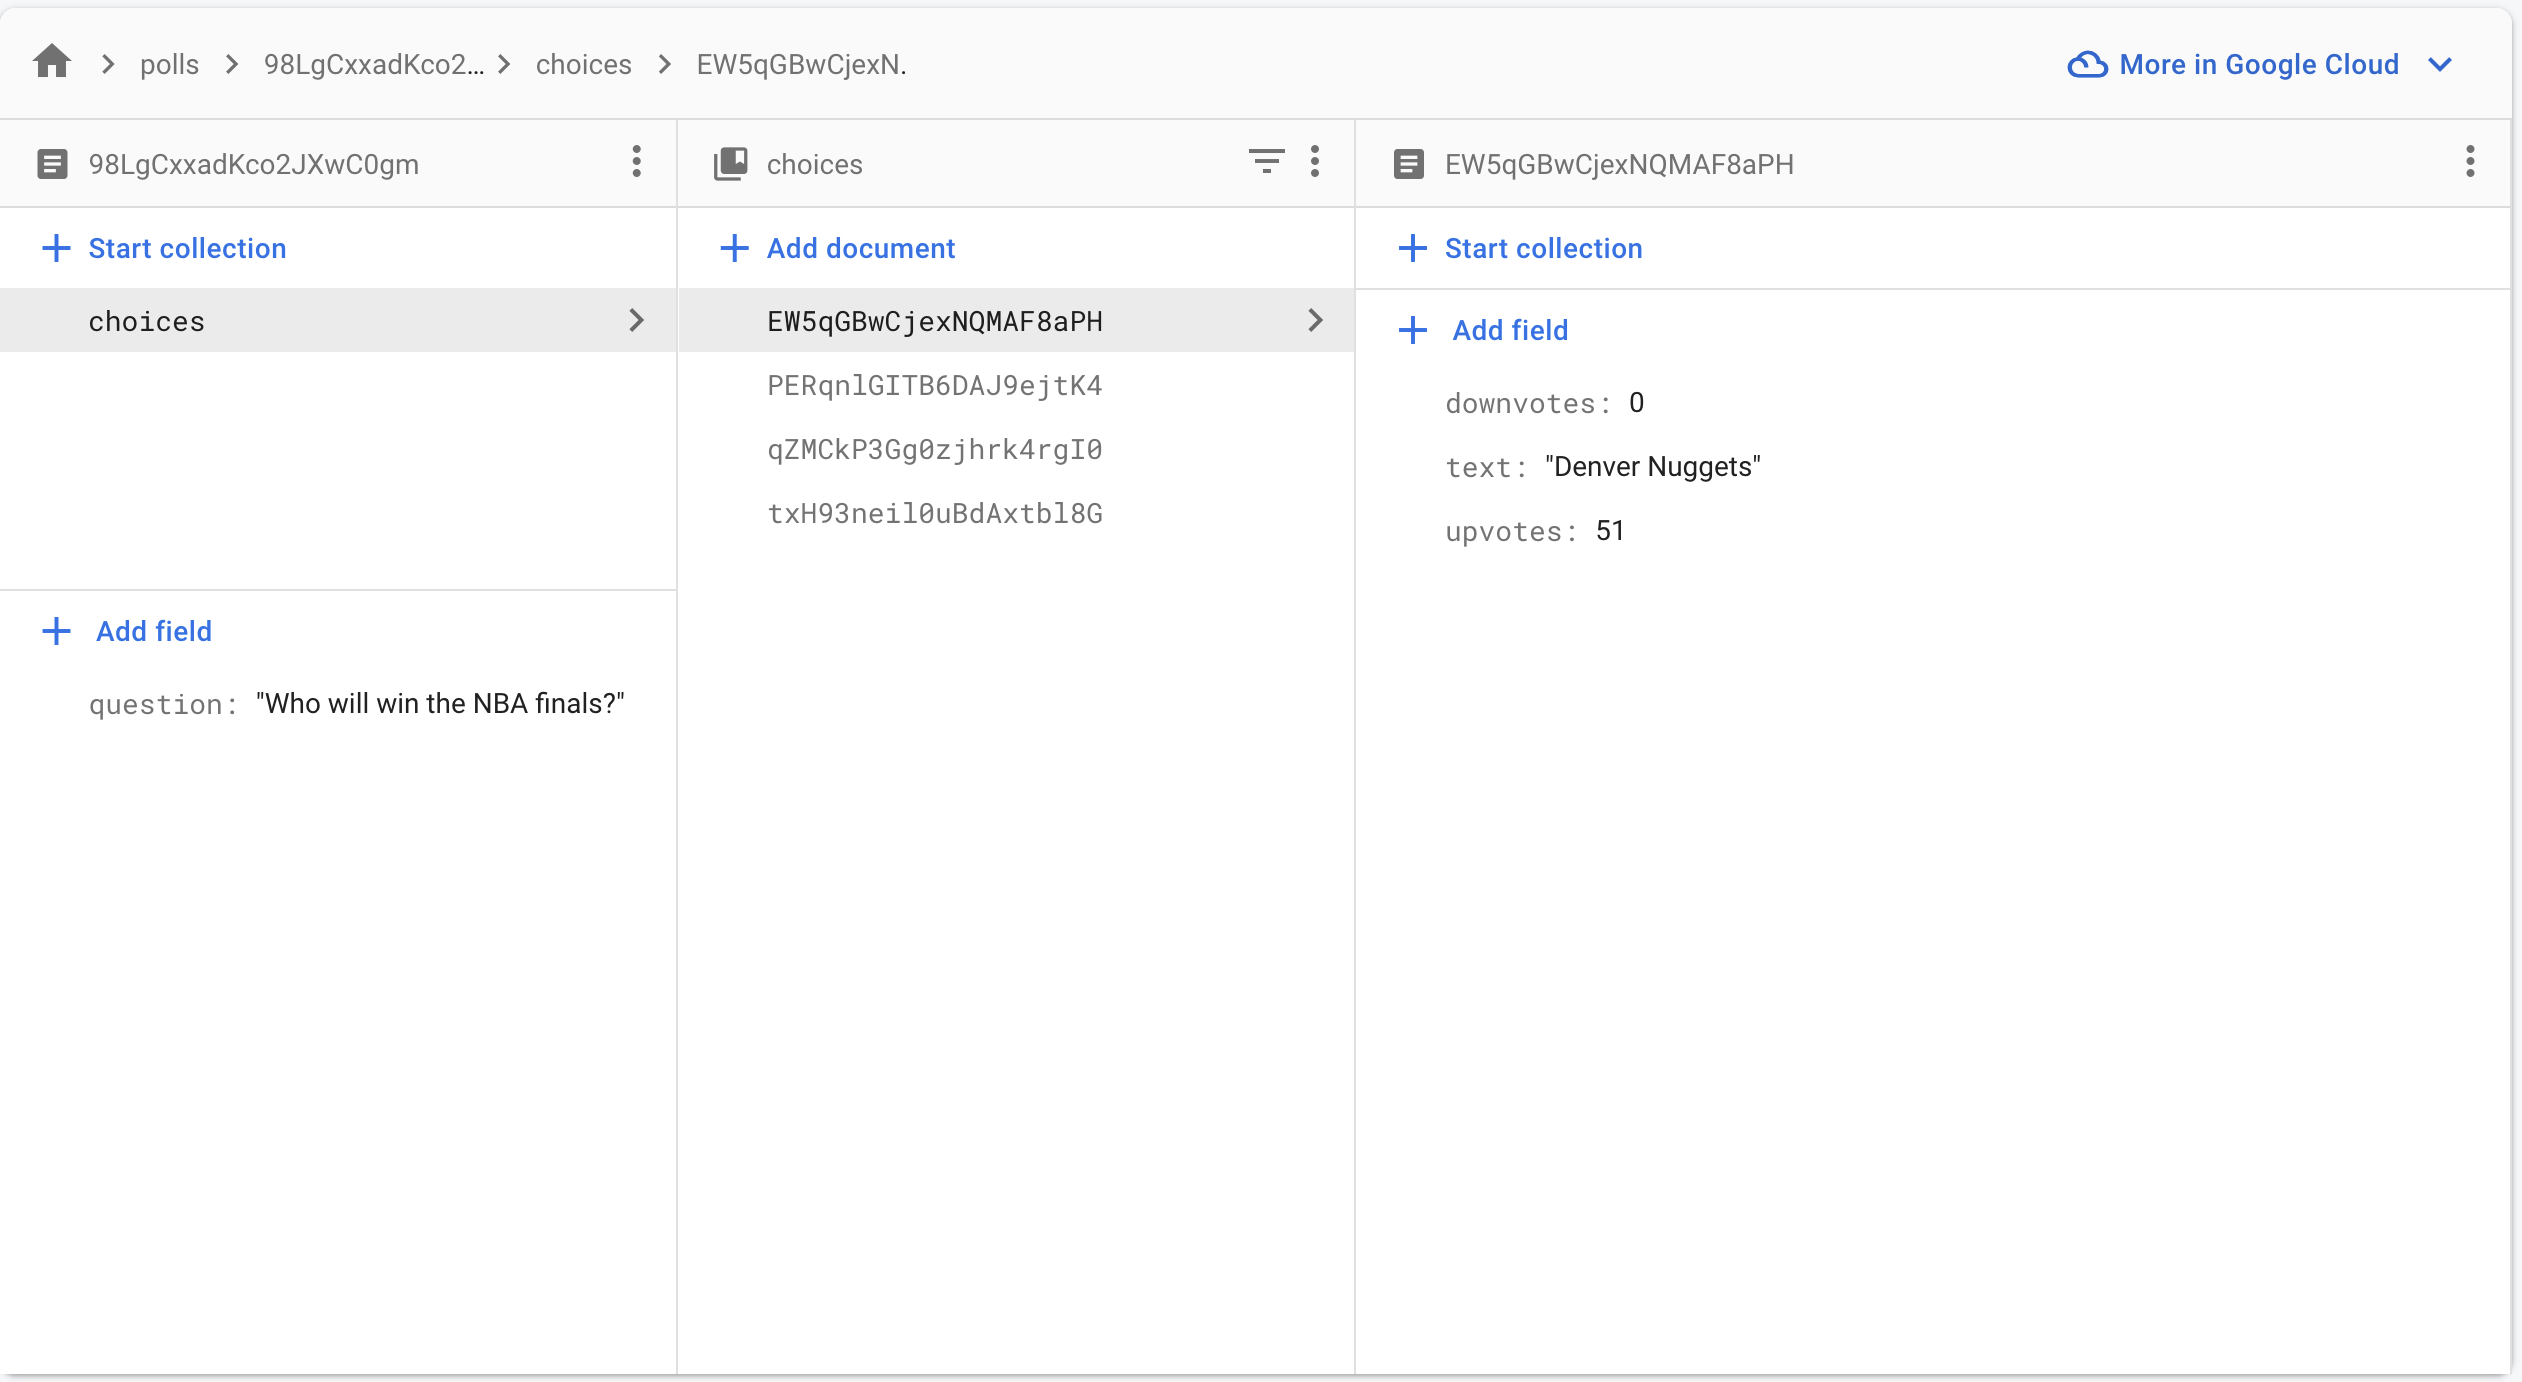 polls 98LgCxxadKco2... choices EW5qGBwCjexN.
More in Google Cloud
98LgCxxadKco2JXwC0gm
Start collection
choices
Add field
question: "Who will win the NBA finals?"
choices
Add document
EW5qGBwCjexNQMAF8aPH
PERqnlGITB6DAJ9ejtK4
qZMCkP3Gg0zjhrk4rgI0
txH93neil0uBdAxtbl8G
EW5qGBwCjexNQMAF8aPH
Start collection
Add field
downvotes: 0
text: "Denver Nuggets"
upvotes: 51